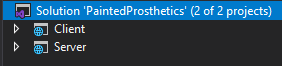 Solution 'PaintedProsthetics' (2 of 2 projects)
Client
Server